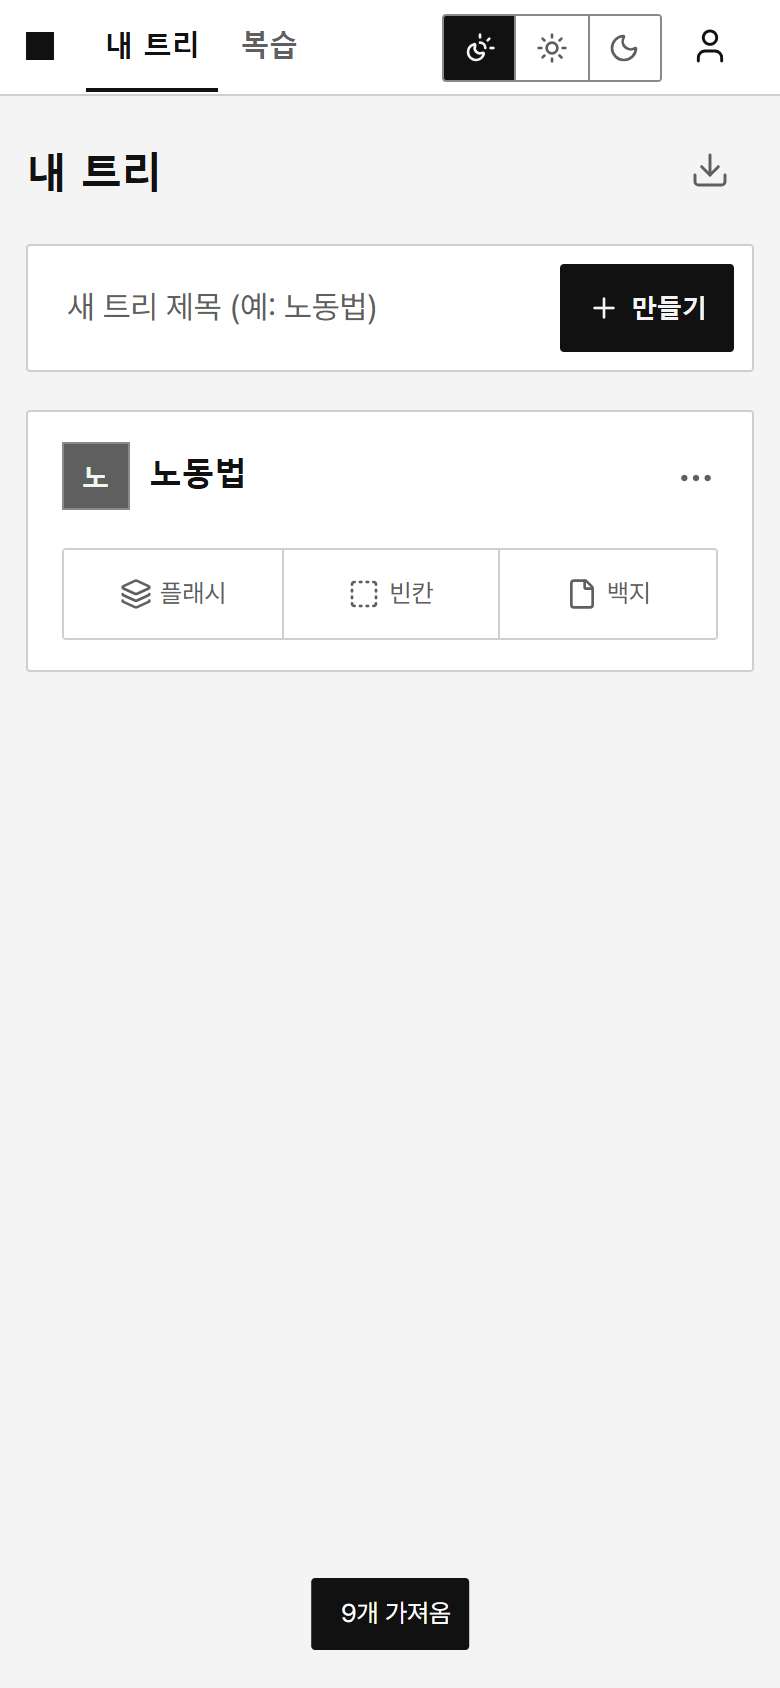 내 트리 복습
내 트리
새 트리 제목 (예: 노동법) 만들기
노 노동법
플래시 빈칸 백지
9개 가져옴